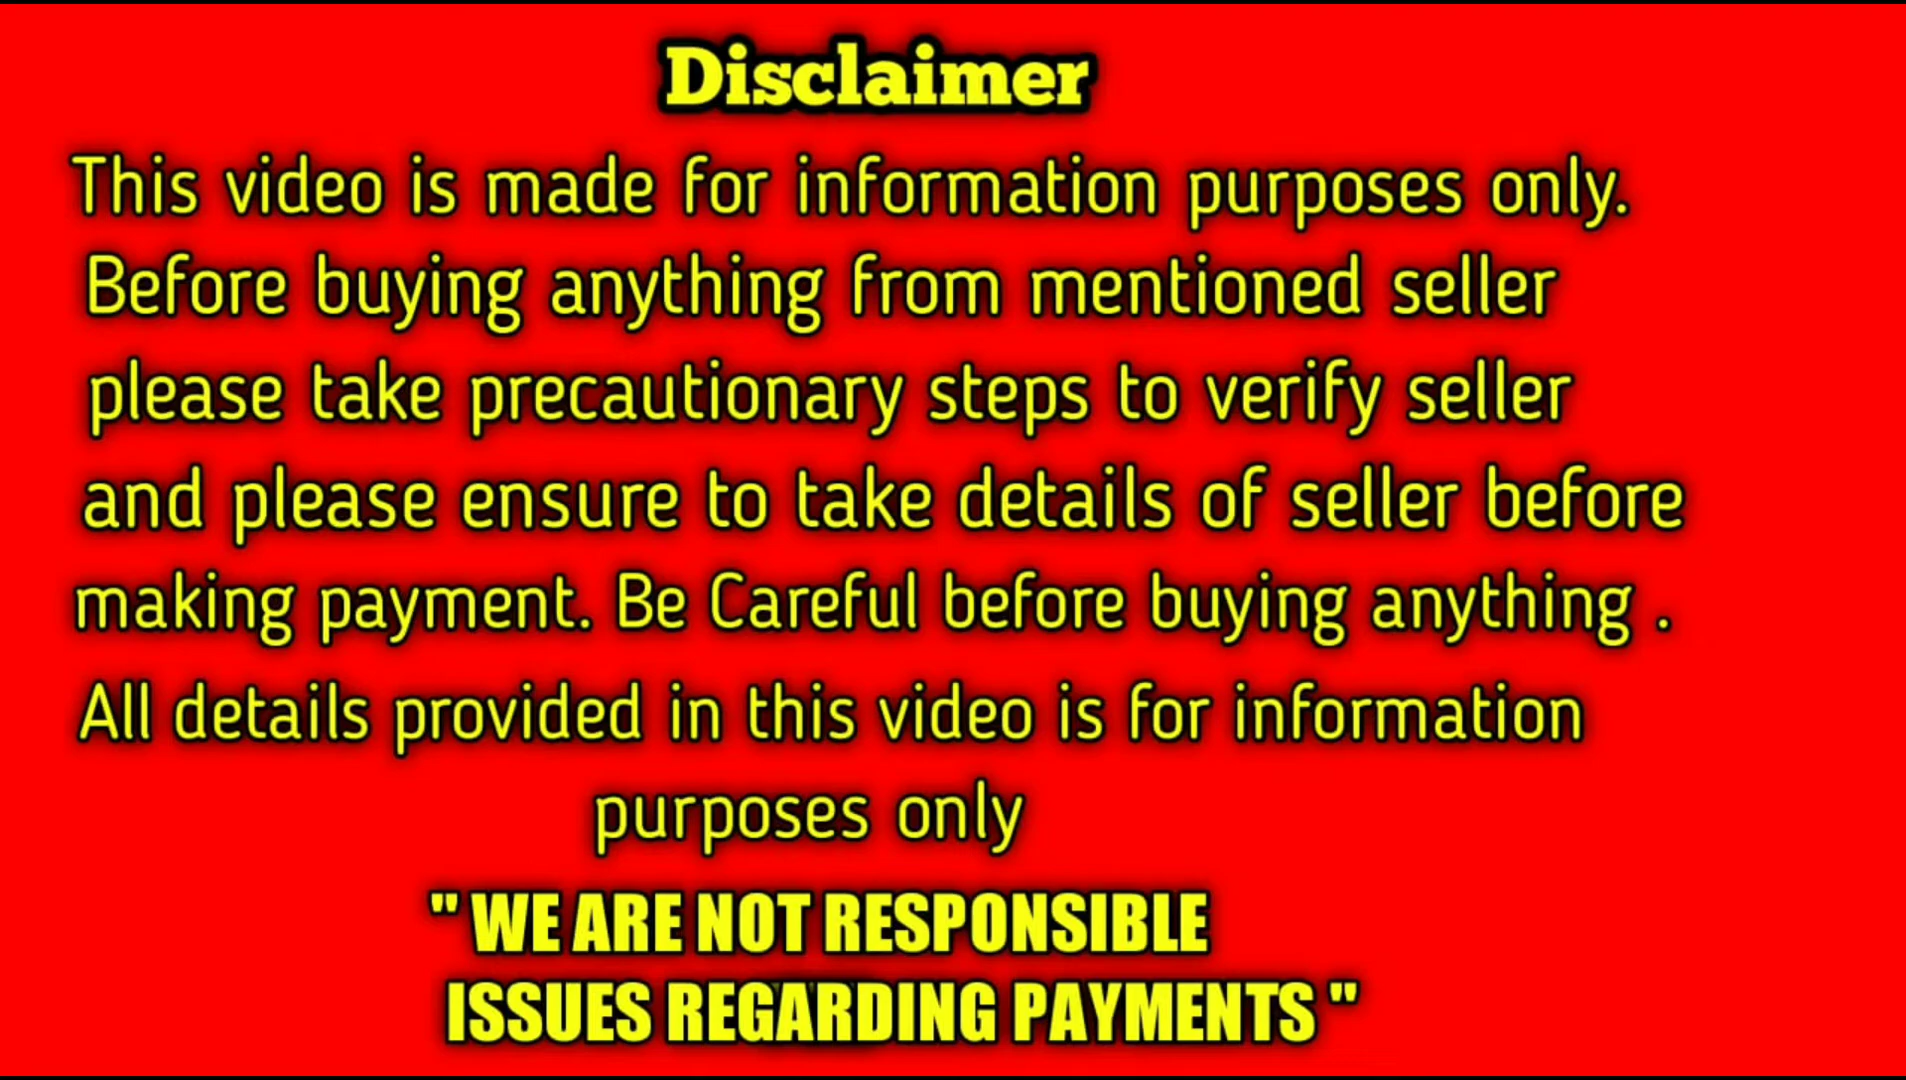 Disclaimer
This video is made for information purposes only.
Before buying anything from mentioned seller
please take precautionary steps to verify seller
and please ensure to take details of seller before
making payment. Be Careful before buying anything .
All details provided in this video is for information
purposes only
" WE ARE NOT RESPONSIBLE
ISSUES REGARDING PAYMENTS "